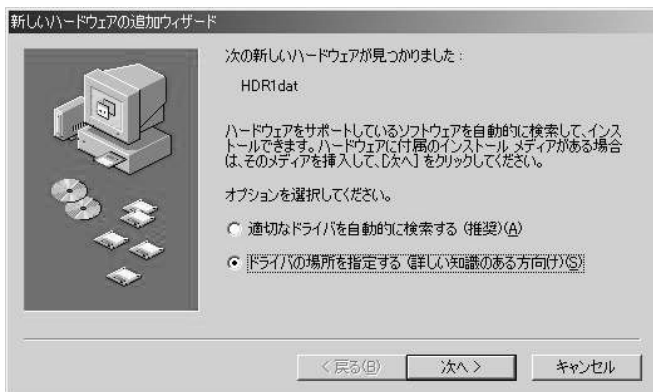 新しいハードウェアの追加ウィザード
次の新しいハードウェアが見つかりました:
HDR1dat
ハードウェアをサポートしているソフトウェアを自動的に検索して、インス
トールできます。ハードウェアに付属のインストール メディアがある場合
は、そのメディアを挿入して、[次へ] をクリックしてください。
オプションを選択してください。
適切なドライバを自動的に検索する (推奨)(A)
ドライバの場所を指定する (詳しい知識のある方向け)(S)
< 戻る(B)
次へ >
キャンセル